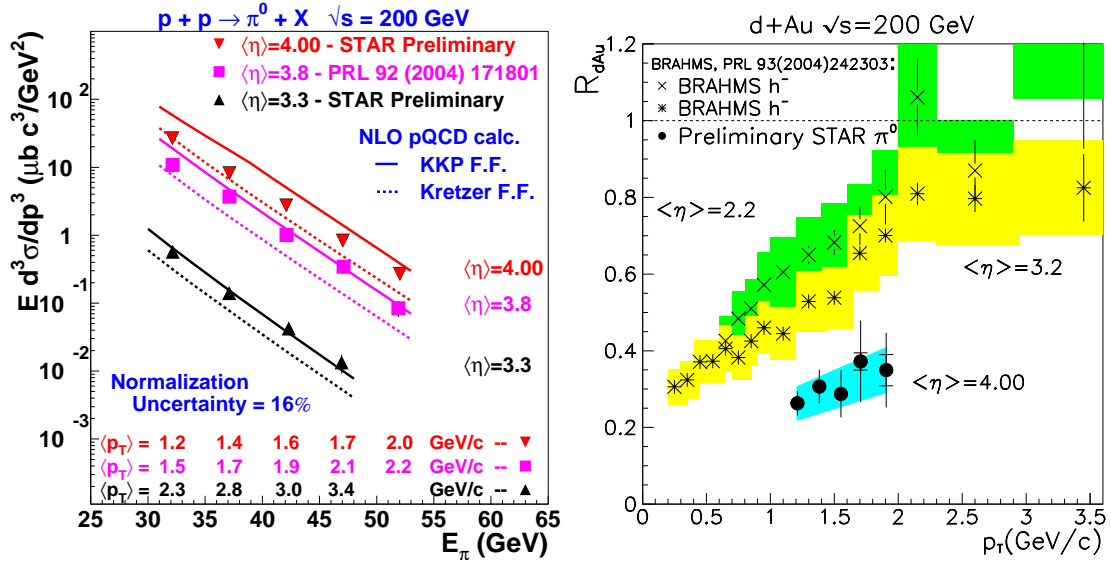 p + p → π⁰ + X √s = 200 GeV
⟨η⟩=4.00 - STAR Preliminary
⟨η⟩=3.8 - PRL 92 (2004) 171801
⟨η⟩=3.3 - STAR Preliminary
NLO pQCD calc.
KKP F.F.
Kretzer F.F.
E d³σ/dp³ (μb c³/GeV²)
10²
10
1
10⁻¹
10⁻²
10⁻³
⟨η⟩=4.00
⟨η⟩=3.8
⟨η⟩=3.3
Normalization
Uncertainty = 16%
⟨pT⟩ = 1.2 1.4 1.6 1.7 2.0 GeV/c --
⟨pT⟩ = 1.5 1.7 1.9 2.1 2.2 GeV/c --
⟨pT⟩ = 2.3 2.8 3.0 3.4 GeV/c --
25 30 35 40 45 50 55 60 65
Eπ (GeV)
d+Au √s=200 GeV
RdAu
BRAHMS, PRL 93(2004)242303:
BRAHMS h⁻
BRAHMS h⁻
Preliminary STAR π⁰
1.2
1
0.8
0.6
0.4
0.2
0
<η>=2.2
<η>=3.2
<η>=4.00
0 0.5 1 1.5 2 2.5 3 3.5
pT(GeV/c)